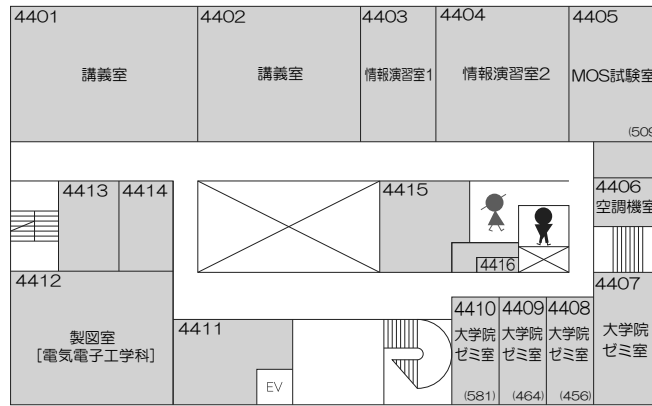 4401
講義室
4402
講義室
4403
情報演習室1
4404
情報演習室2
4405
MOS試験室
(509
4413
4414
4415
4406
空調機室
4416
4412
製図室
[電気電子工学科]
4411
EV
4410
大学院
ゼミ室
(581)
4409
大学院
ゼミ室
(464)
4408
大学院
ゼミ室
(456)
4407
大学院
ゼミ室